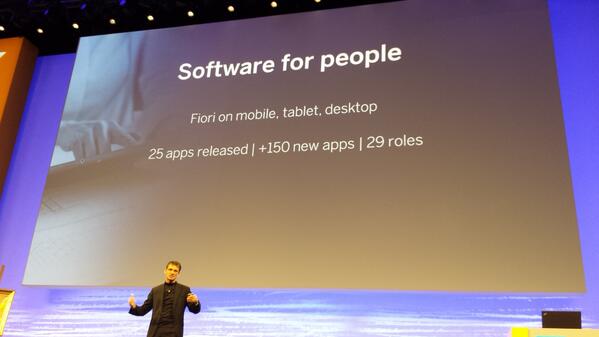 Software for people
Fiori on mobile, tablet, desktop
25 apps released | +150 new apps | 29 roles